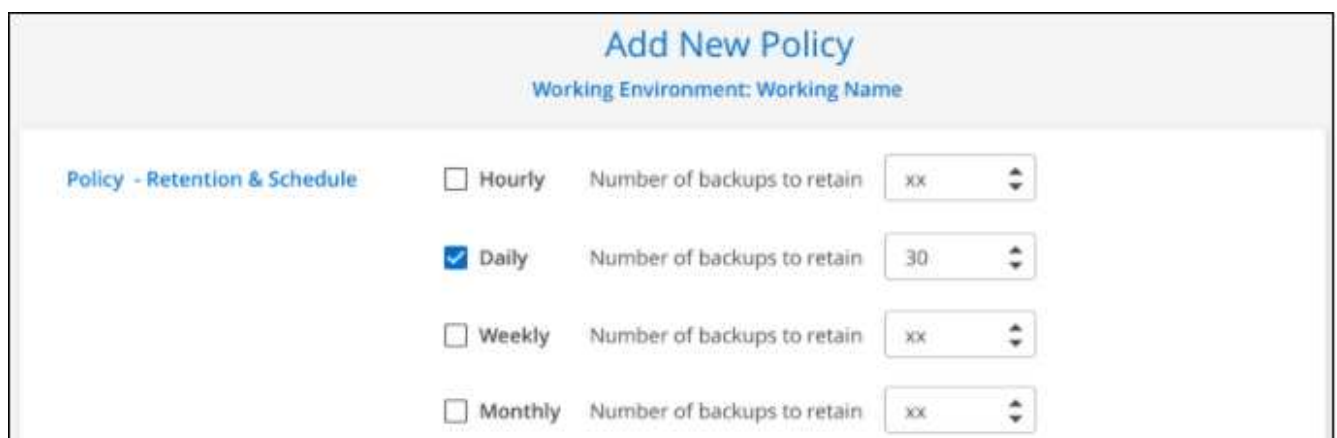 Add New Policy
Working Environment: Working Name
Policy - Retention & Schedule Hourly Number of backups to retain xx
Daily Number of backups to retain 30
Weekly Number of backups to retain xx
Monthly Number of backups to retain xx